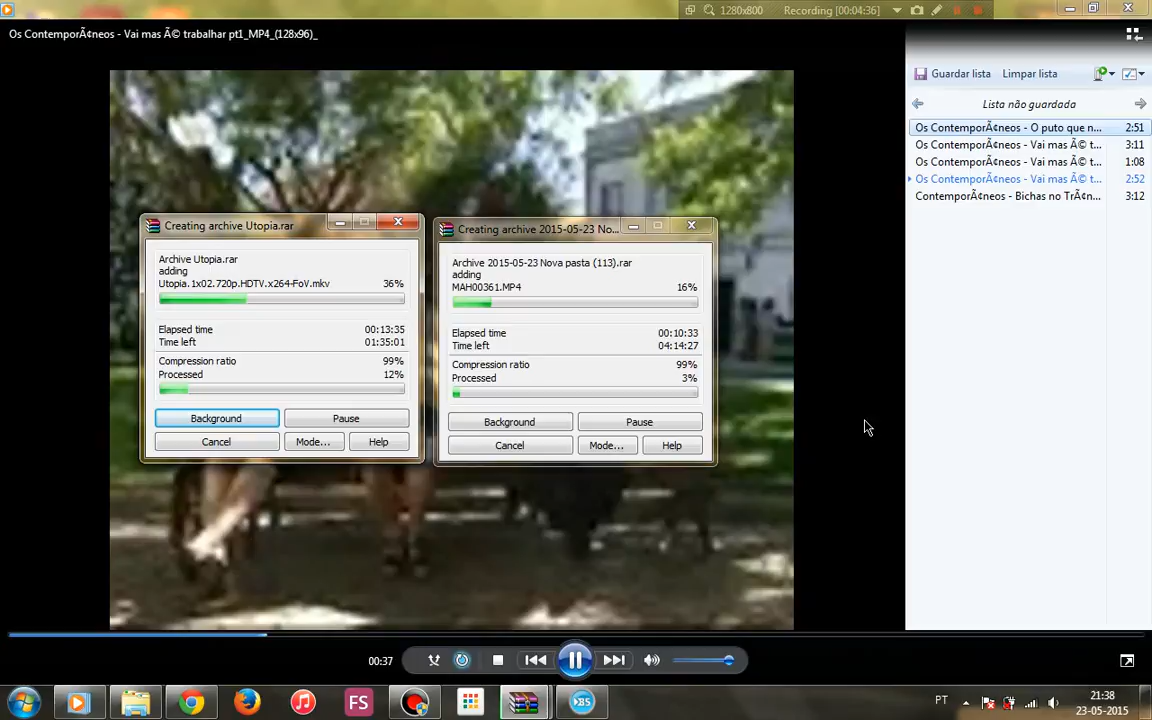 1280x800
Recording [00:04:36]
Os ContemporÃ¢neos - Vai mas Ã© trabalhar pt1_MP4_(128x96)_
Guardar lista
Limpar lista
Lista não guardada
Os ContemporÃ¢neos - O puto que n... 2:51
Os ContemporÃ¢neos - Vai mas Ã© t... 3:11
Os ContemporÃ¢neos - Vai mas Ã© t... 1:08
Os ContemporÃ¢neos - Vai mas Ã© t... 2:52
ContemporÃ¢neos - Bichas no TrÃ¢n... 3:12
Creating archive Utopia.rar
Archive Utopia.rar
adding
Utopia.1x02.720p.HDTV.x264-FoV.mkv 36%
Elapsed time 00:13:35
Time left 01:35:01
Compression ratio 99%
Processed 12%
Background
Pause
Cancel
Mode...
Help
Creating archive 2015-05-23 No...
Archive 2015-05-23 Nova pasta (113).rar
adding
MAH00361.MP4 16%
Elapsed time 00:10:33
Time left 04:14:27
Compression ratio 99%
Processed 3%
Background
Pause
Cancel
Mode...
Help
00:37
FS
BS
PT
21:38
23-05-2015